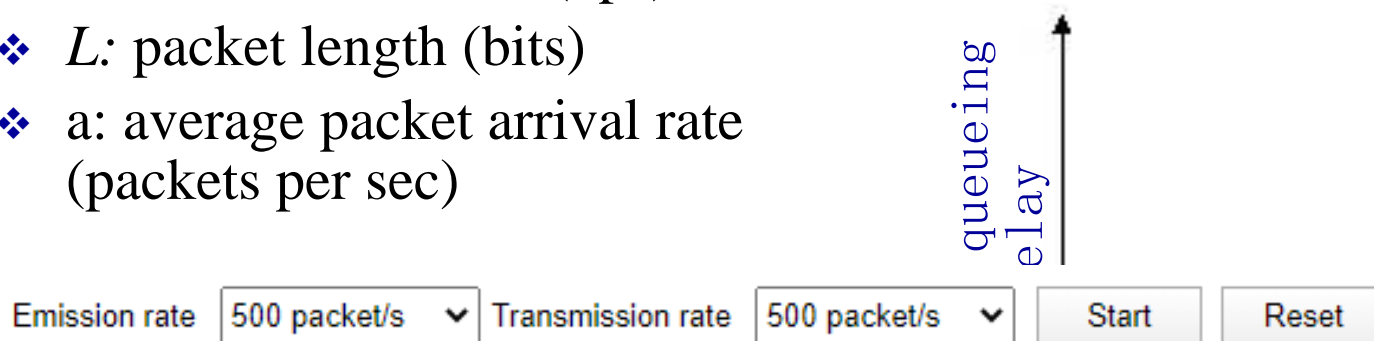 L: packet length (bits)
a: average packet arrival rate
(packets per sec)
queueing
elay
Emission rate 500 packet/s Transmission rate 500 packet/s Start Reset